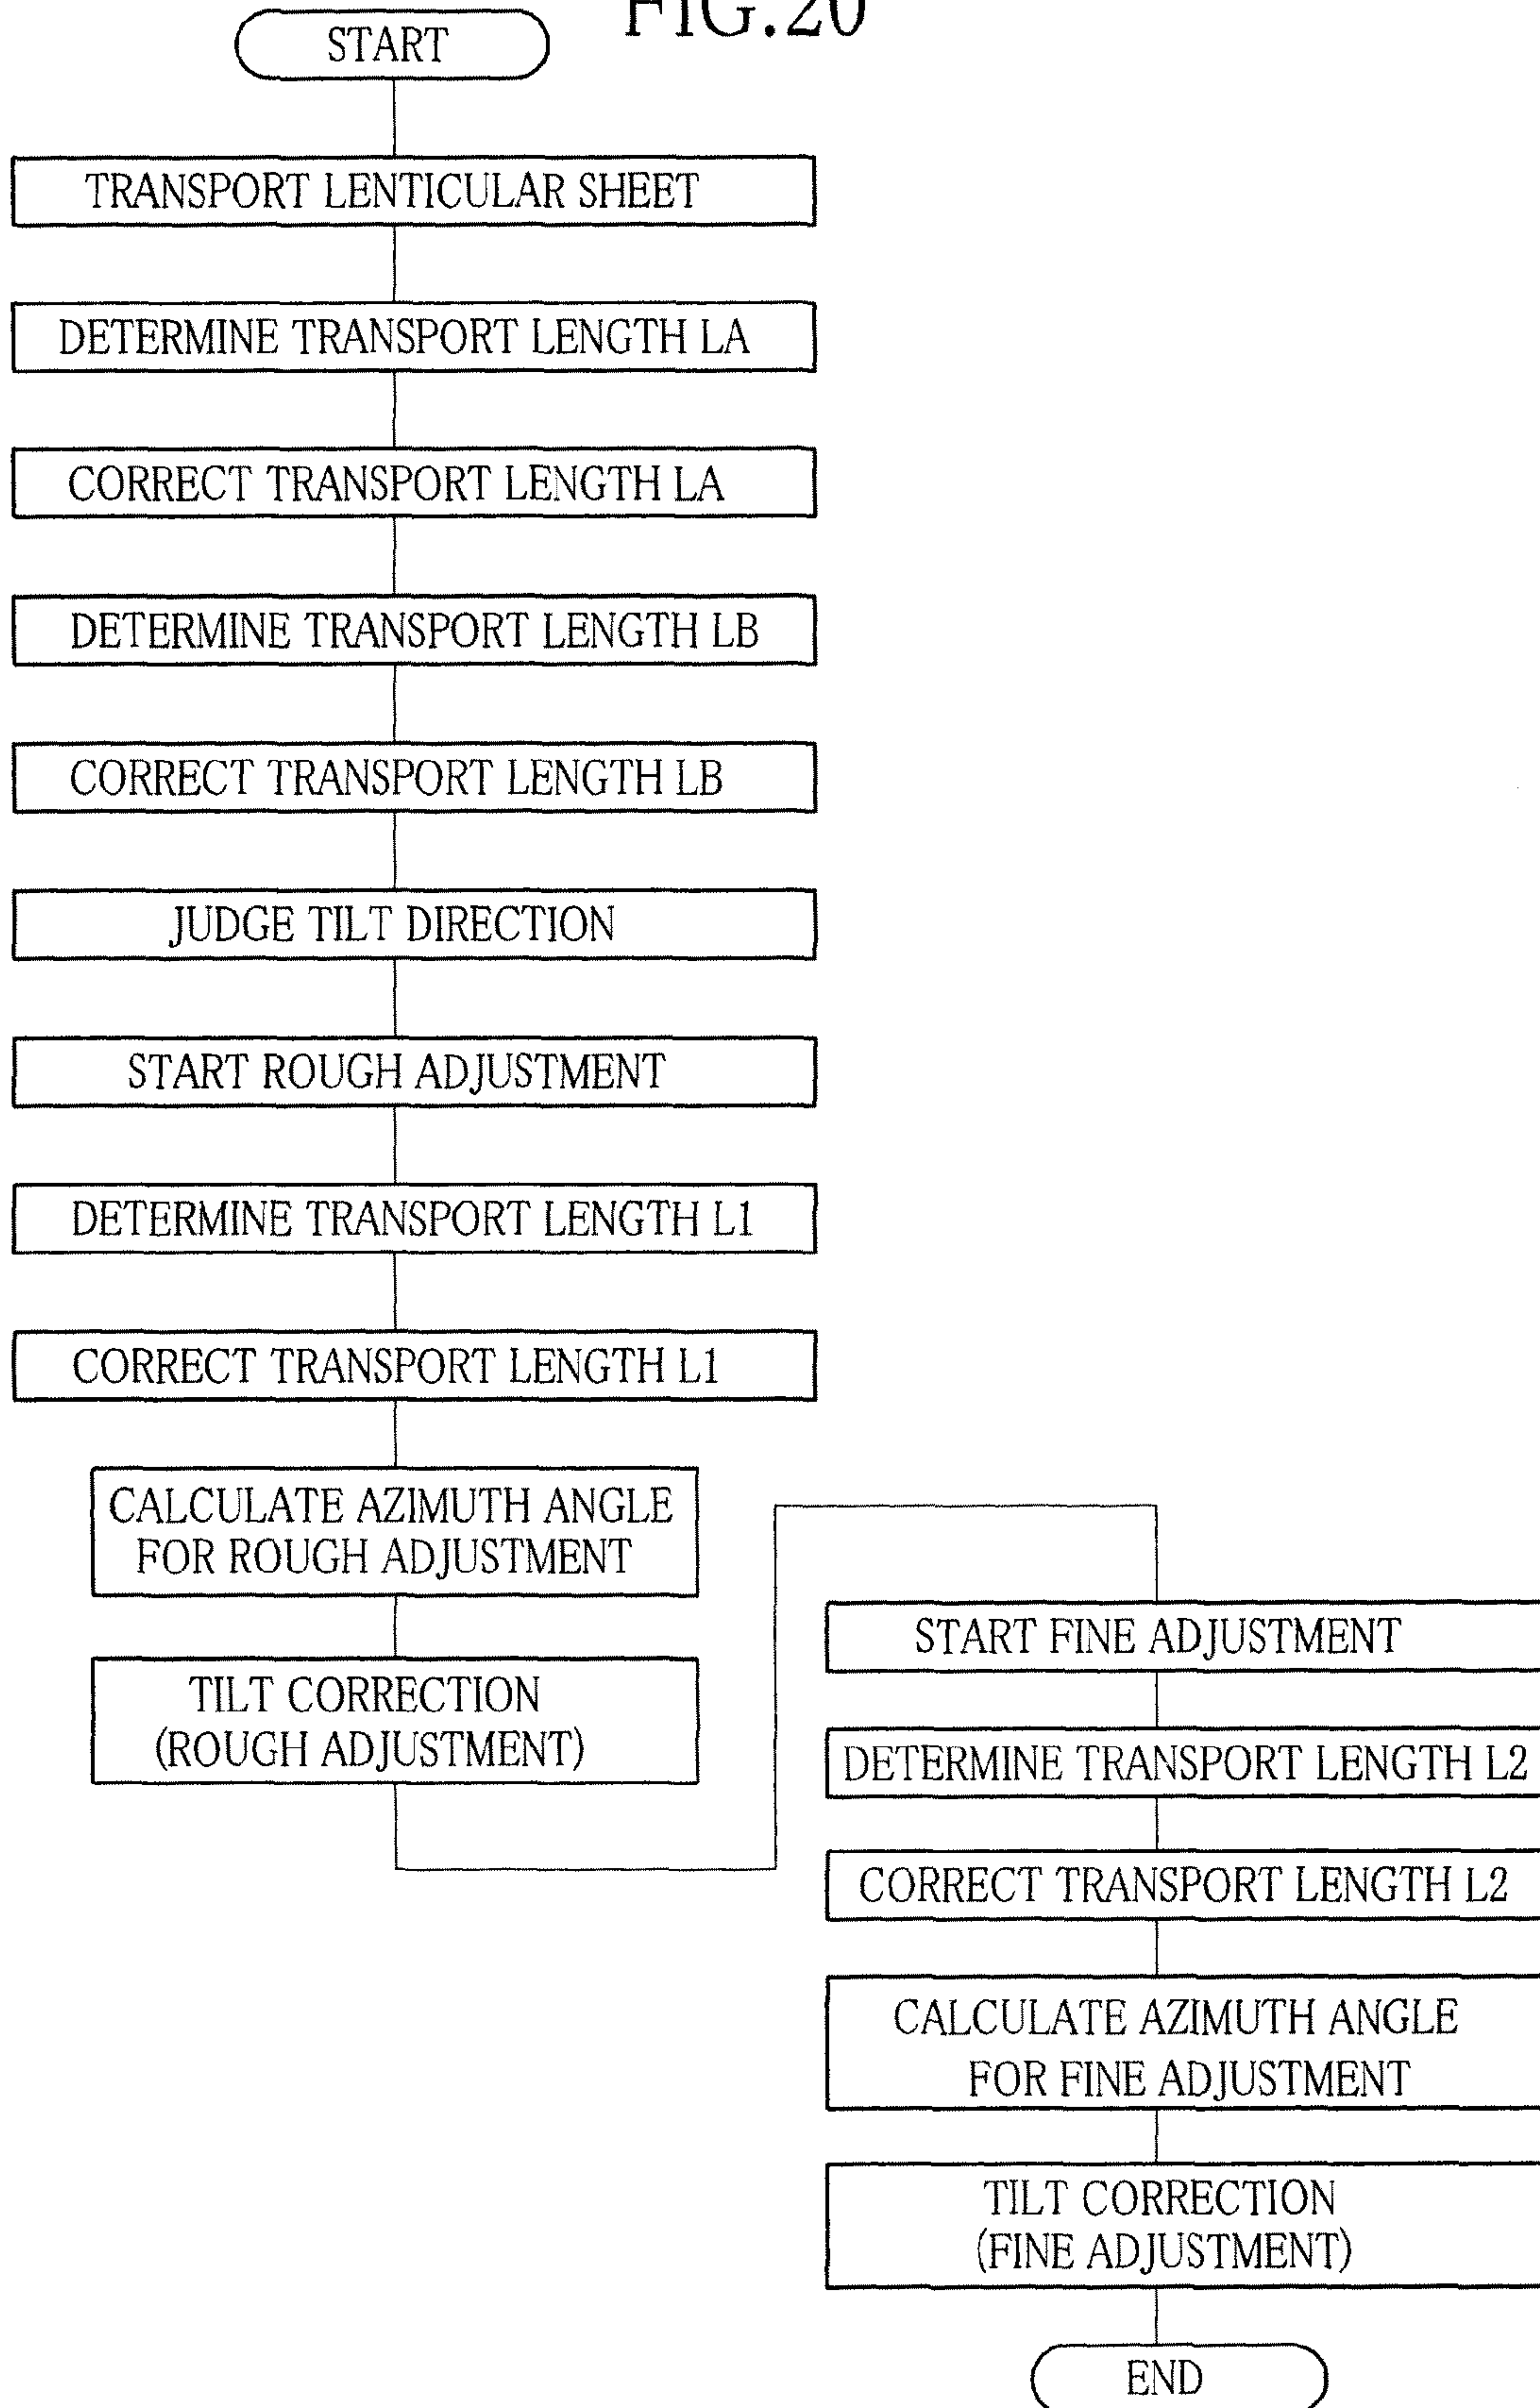 FIG.20
START
TRANSPORT LENTICULAR SHEET
DETERMINE TRANSPORT LENGTH LA
CORRECT TRANSPORT LENGTH LA
DETERMINE TRANSPORT LENGTH LB
CORRECT TRANSPORT LENGTH LB
JUDGE TILT DIRECTION
START ROUGH ADJUSTMENT
DETERMINE TRANSPORT LENGTH L1
CORRECT TRANSPORT LENGTH L1
CALCULATE AZIMUTH ANGLE
FOR ROUGH ADJUSTMENT
TILT CORRECTION
(ROUGH ADJUSTMENT)
START FINE ADJUSTMENT
DETERMINE TRANSPORT LENGTH L2
CORRECT TRANSPORT LENGTH L2
CALCULATE AZIMUTH ANGLE
FOR FINE ADJUSTMENT
TILT CORRECTION
(FINE ADJUSTMENT)
END